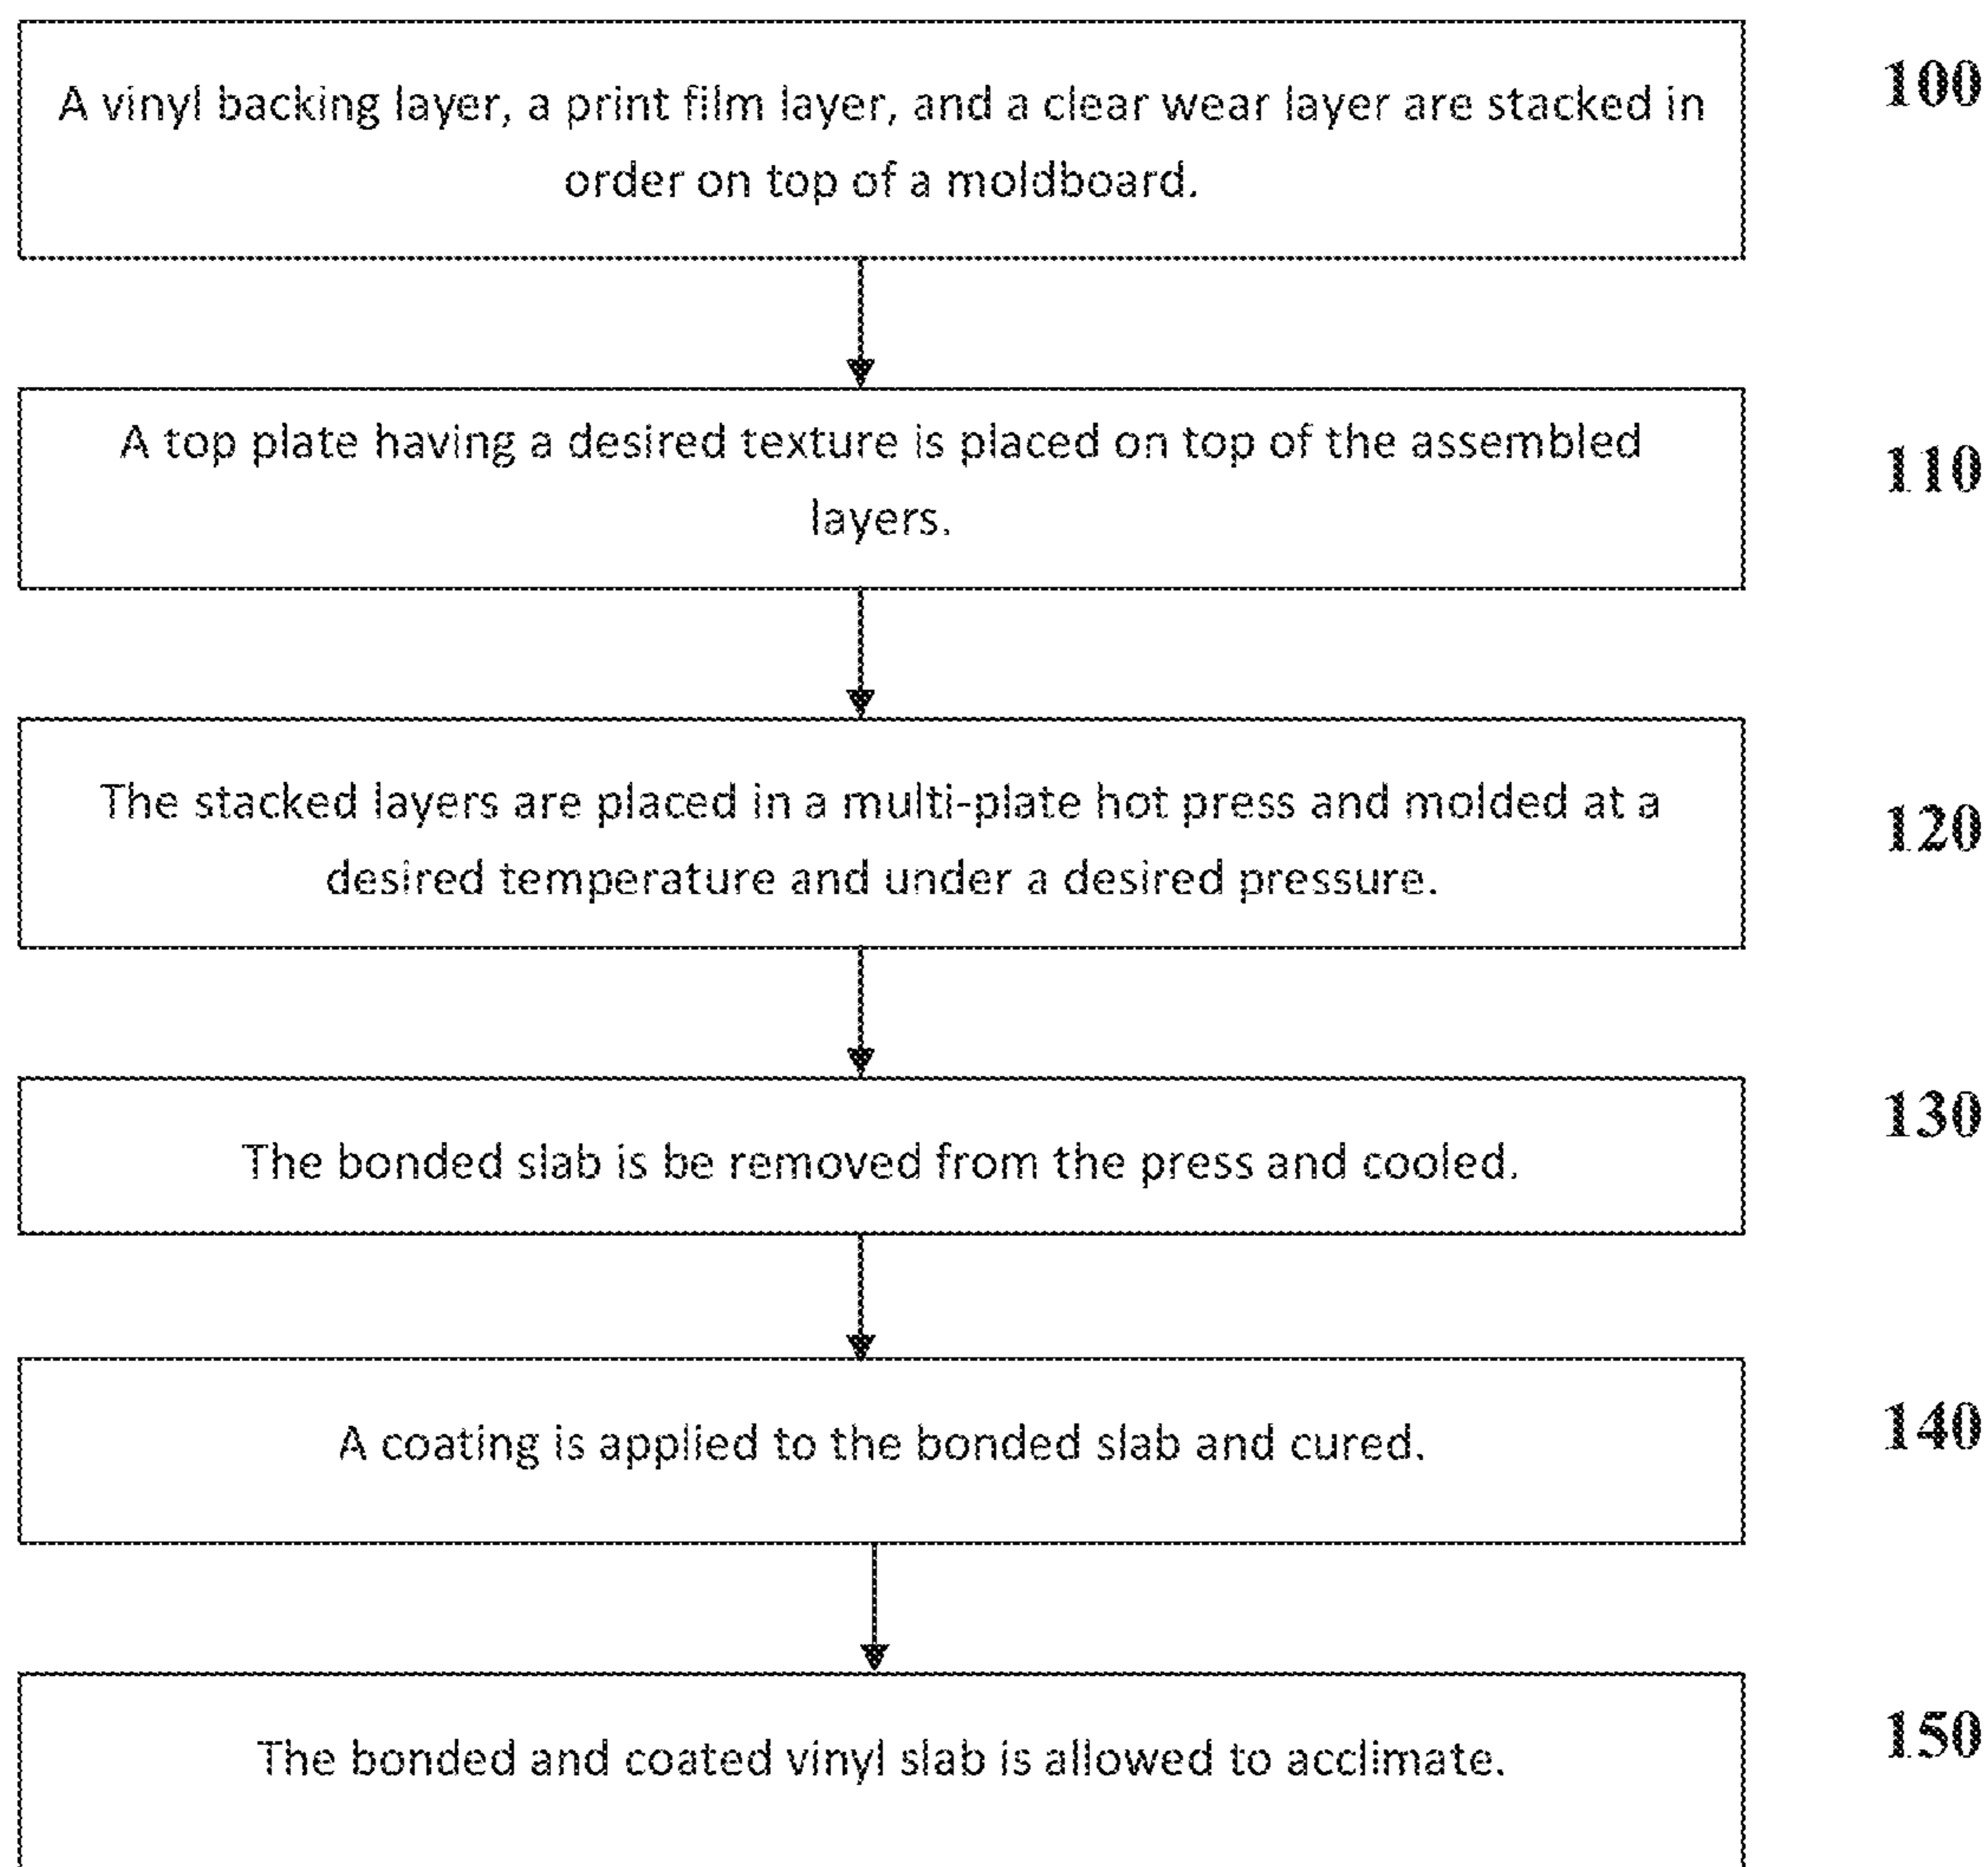 A vinyl backing layer, a print film layer, and a clear wear layer are stacked in
order on top of a moldboard.
100
A top plate having a desired texture is placed on top of the assembled
layers.
110
The stacked layers are placed in a multi-plate hot press and molded at a
desired temperature and under a desired pressure.
120
The bonded slab is be removed from the press and cooled.
130
A coating is applied to the bonded slab and cured.
140
The bonded and coated vinyl slab is allowed to acclimate.
150